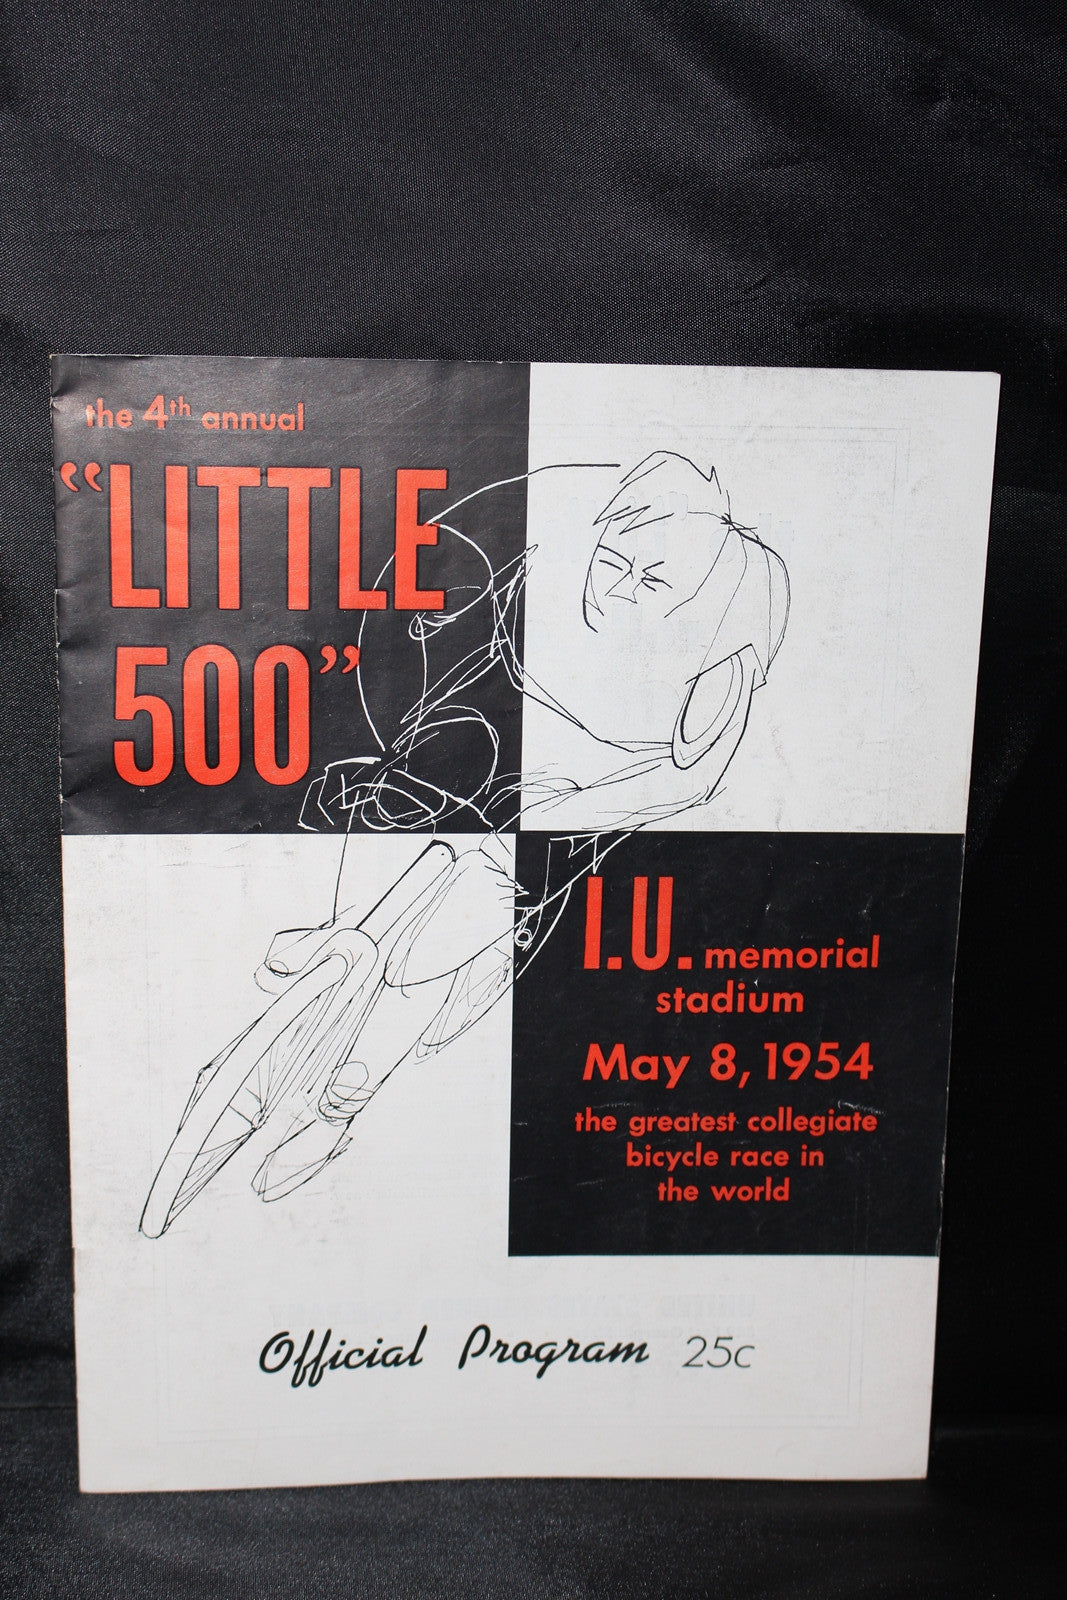 the 4th annual
“LITTLE
500”
I.U. memorial
stadium
May 8, 1954
the greatest collegiate
bicycle race in
the world
Official Program 25c